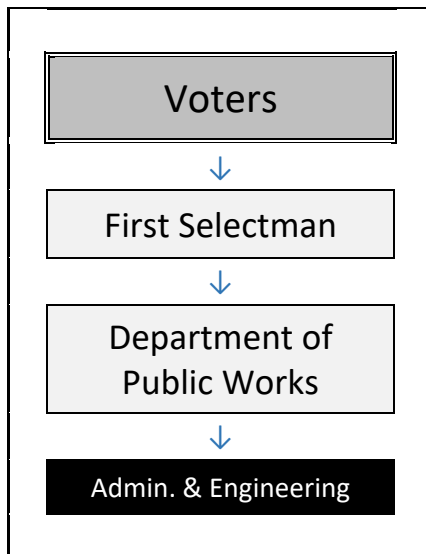 Voters
↓
First Selectman
↓
Department of
Public Works
↓
Admin. & Engineering